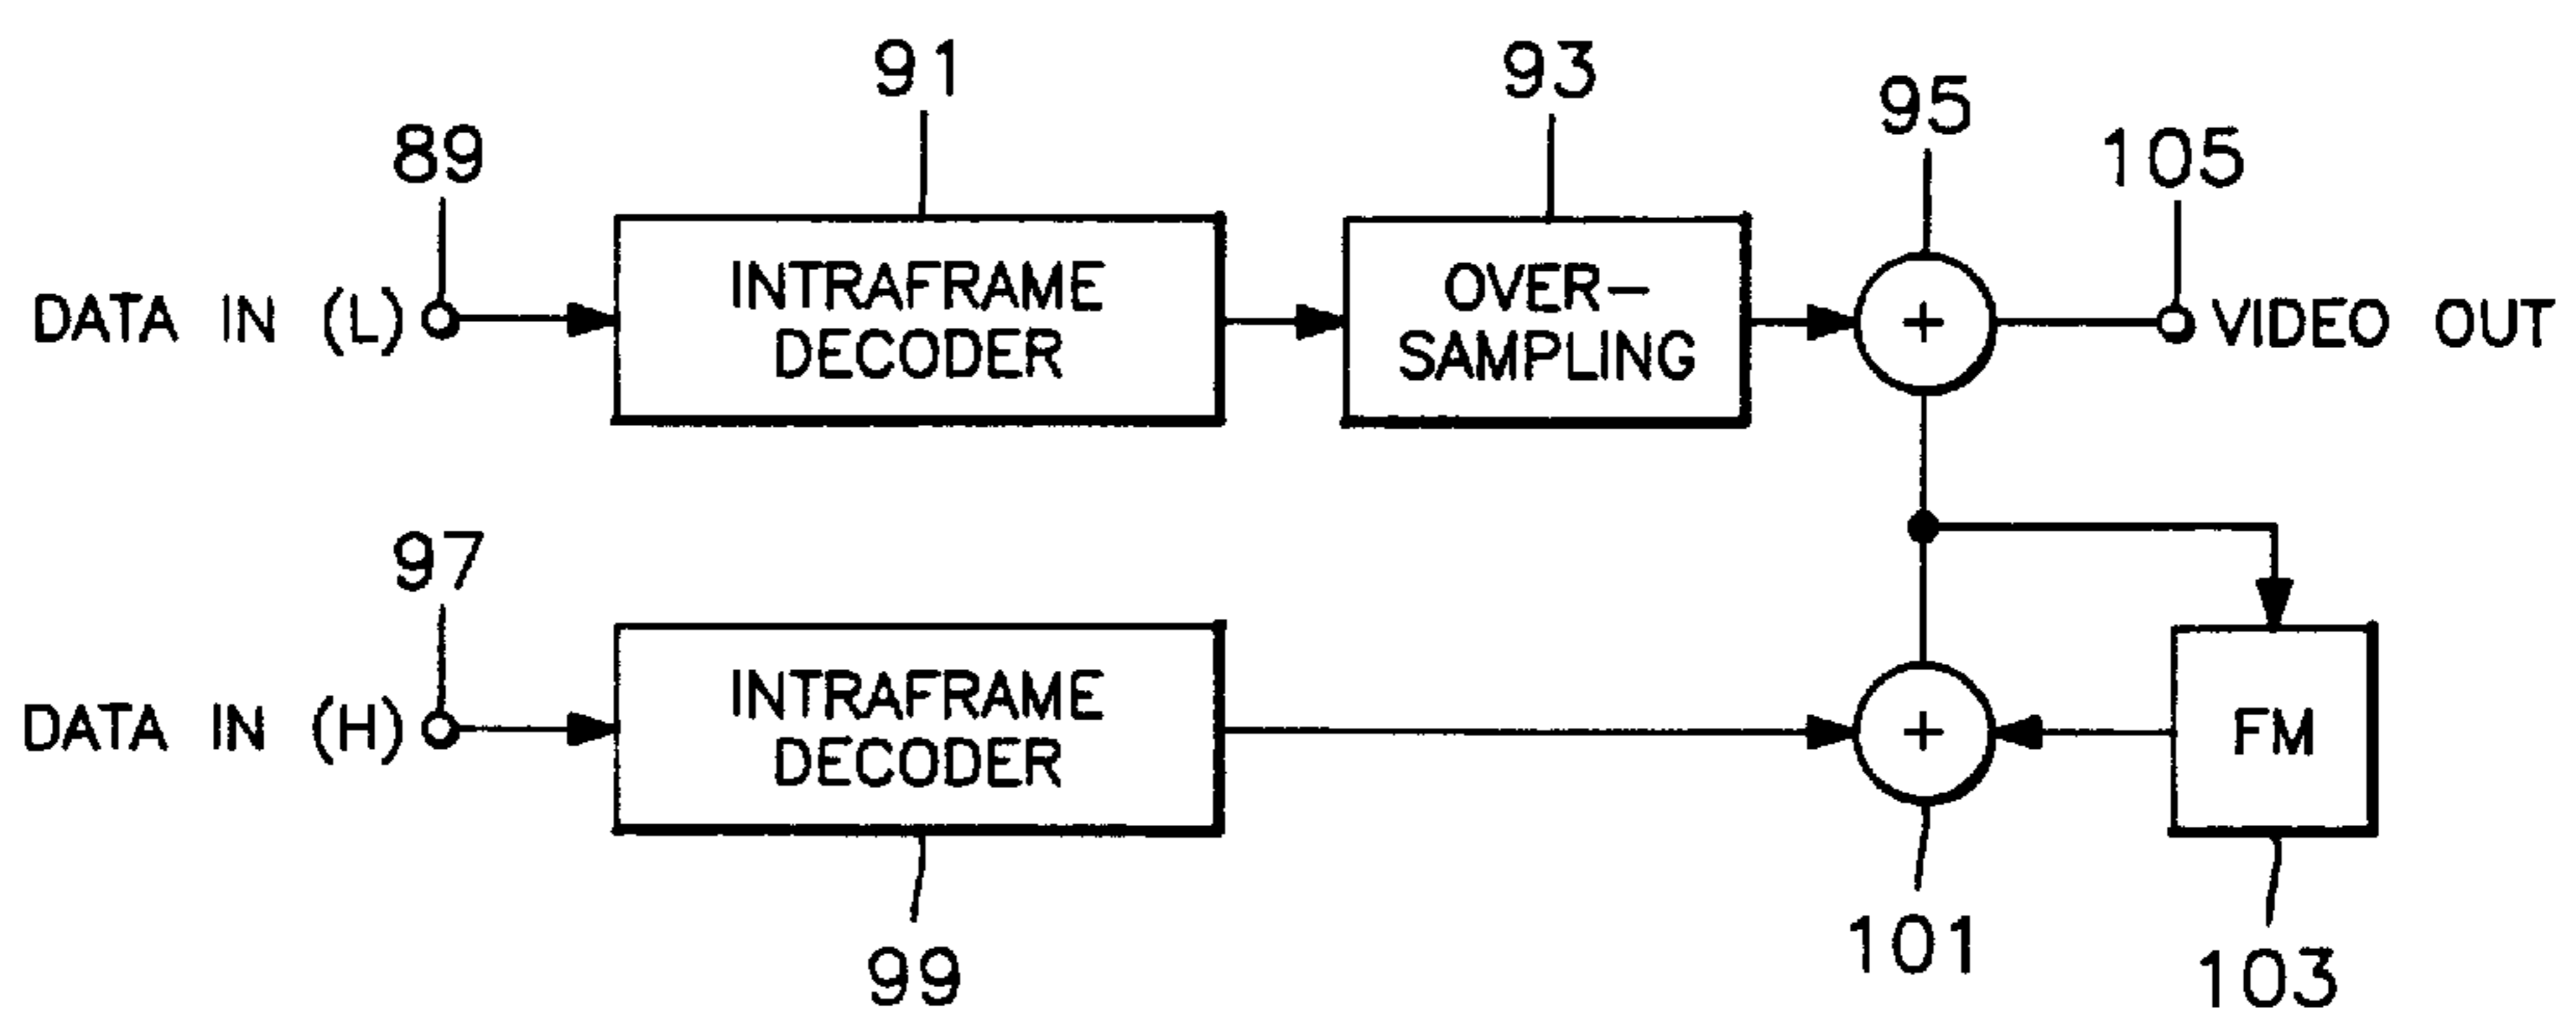 91
93
95
105
89
DATA IN (L)
INTRAFRAME
DECODER
OVER-
SAMPLING
+
VIDEO OUT
97
DATA IN (H)
INTRAFRAME
DECODER
+
FM
99
101
103